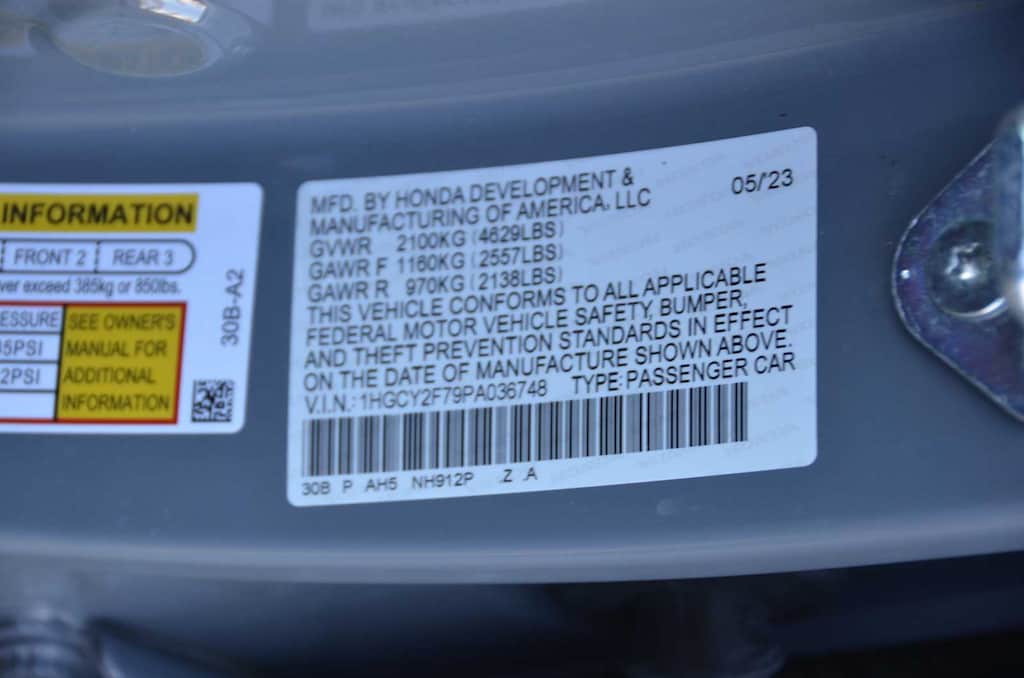 INFORMATION
FRONT 2 REAR 3
ver exceed 385kg or 850lbs.
ESSURE
5PSI
2PSI
SEE OWNER'S
MANUAL FOR
ADDITIONAL
INFORMATION
30B-A2
MFD. BY HONDA DEVELOPMENT & 05/'23
MANUFACTURING OF AMERICA, LLC
GVWR 2100KG (4629LBS)
GAWR F 1160KG (2557LBS)
GAWR R 970KG (2138LBS)
THIS VEHICLE CONFORMS TO ALL APPLICABLE
FEDERAL MOTOR VEHICLE SAFETY, BUMPER,
AND THEFT PREVENTION STANDARDS IN EFFECT
ON THE DATE OF MANUFACTURE SHOWN ABOVE.
V.I.N.: 1HGCY2F79PA036748 TYPE: PASSENGER CAR
30B P AH5 NH912P .Z .A